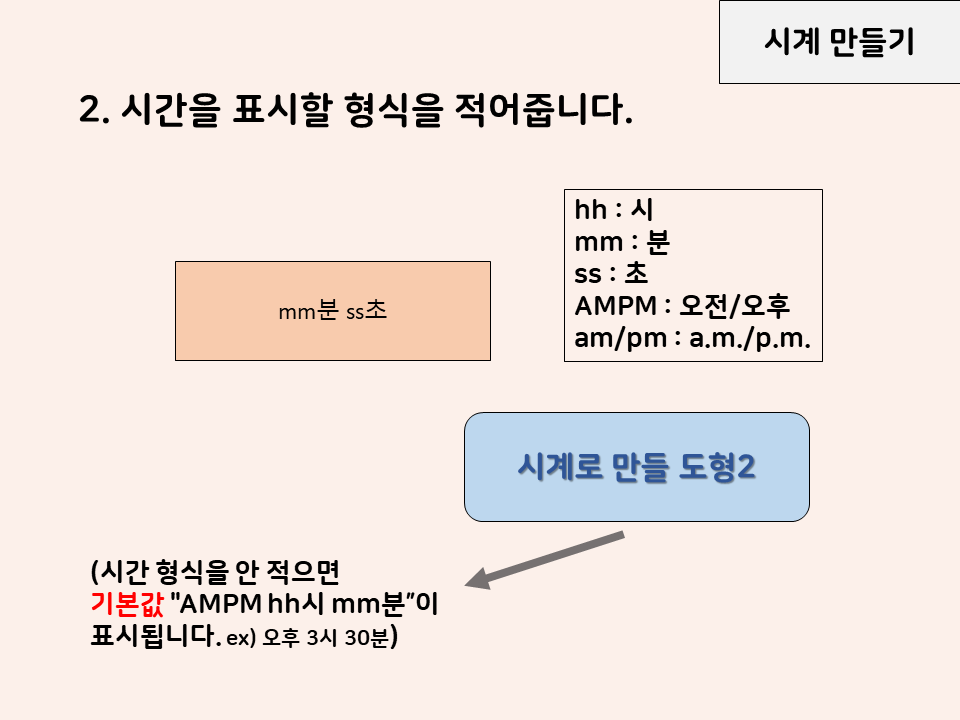 시계 만들기
2. 시간을 표시할 형식을 적어줍니다.
hh : 시
mm : 분
ss : 초
AMPM : 오전/오후
am/pm : a.m./p.m.
mm분 ss초
시계로 만들 도형2
(시간 형식을 안 적으면
기본값 "AMPM hh시 mm분”이
표시됩니다. ex) 오후 3시 30분)